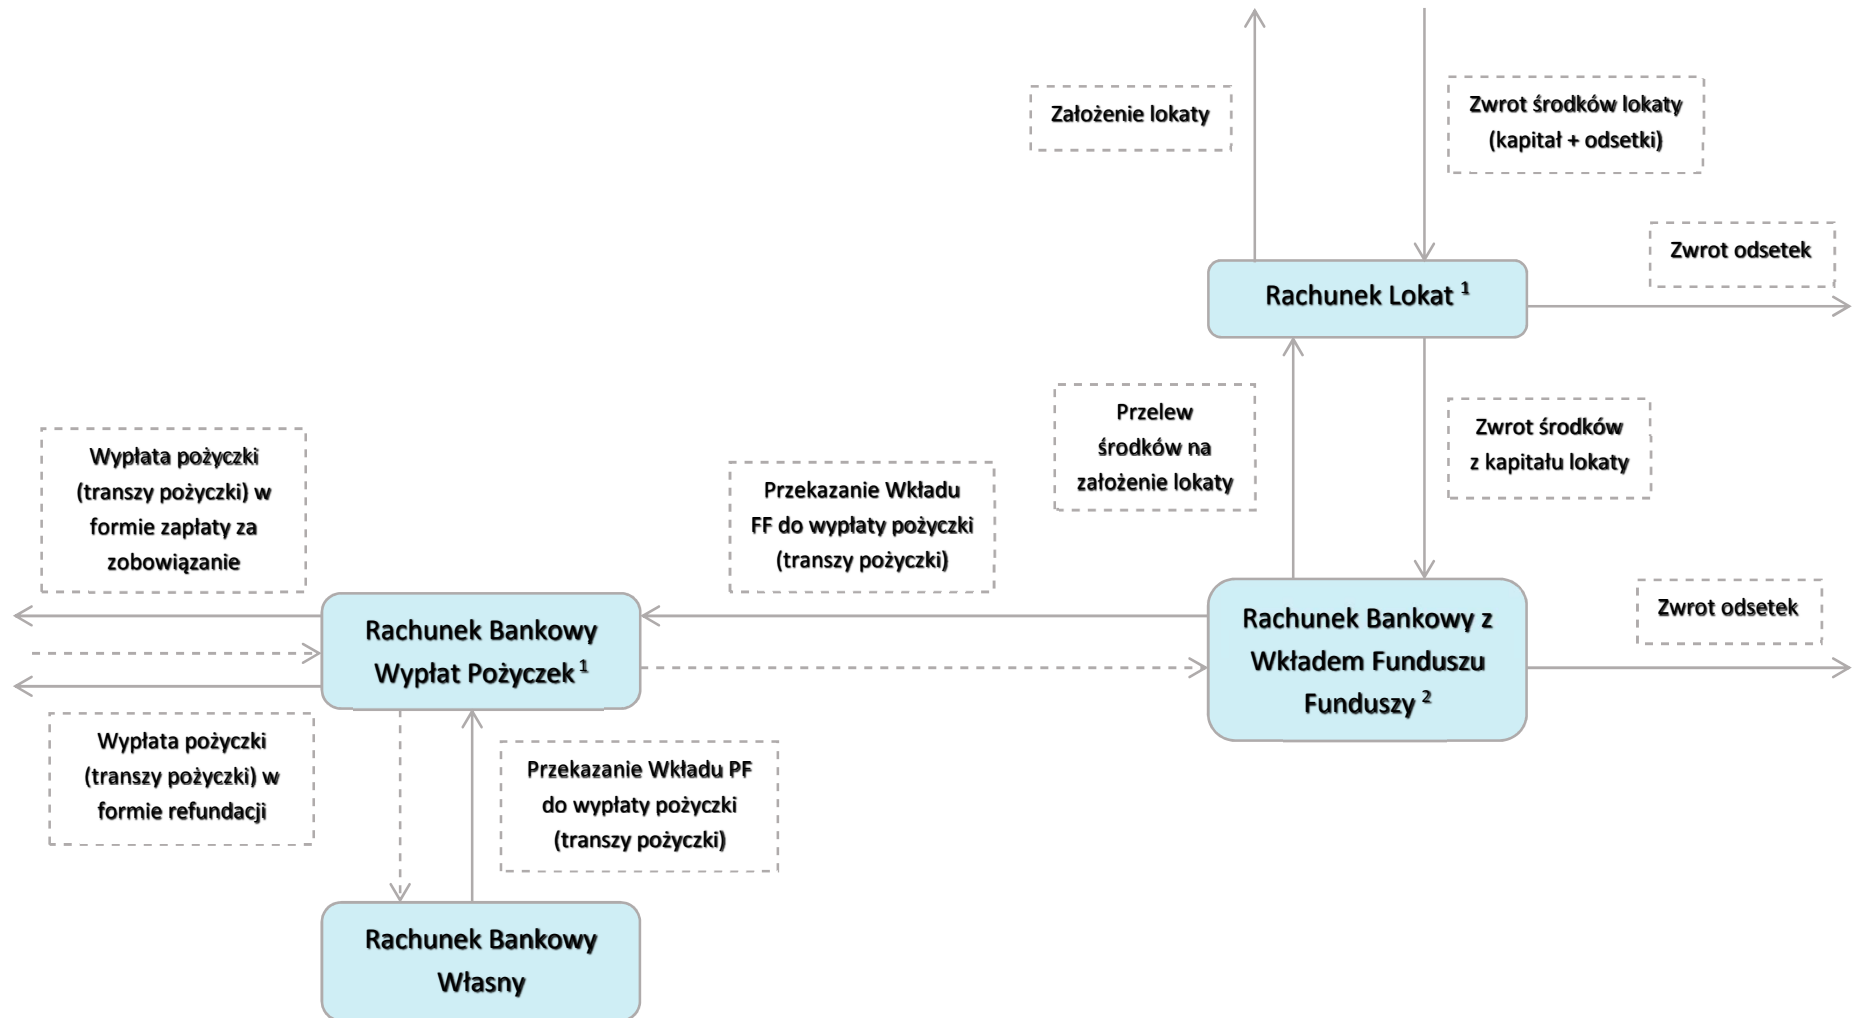 Założenie lokaty
Zwrot środków lokaty
(kapitał + odsetki)
Zwrot odsetek
Rachunek Lokat ¹
Przelew
środków na
założenie lokaty
Zwrot środków
z kapitału lokaty
Wypłata pożyczki
(transzy pożyczki) w
formie zapłaty za
zobowiązanie
Przekazanie Wkładu
FF do wypłaty pożyczki
(transzy pożyczki)
Rachunek Bankowy
Wypłat Pożyczek ¹
Rachunek Bankowy z
Wkładem Funduszu
Funduszy ²
Zwrot odsetek
Wypłata pożyczki
(transzy pożyczki) w
formie refundacji
Przekazanie Wkładu PF
do wypłaty pożyczki
(transzy pożyczki)
Rachunek Bankowy
Własny